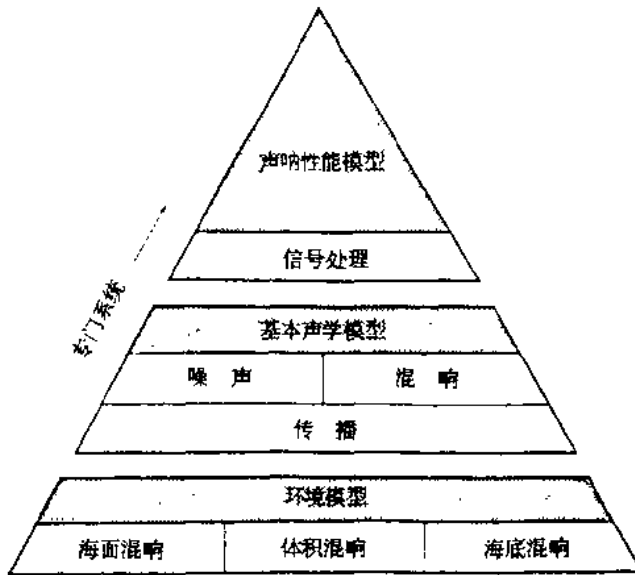 声呐性能模型
信号处理
专门系统
基本声学模型
噪 声 混 响
传 播
环境模型
海面混响 体积混响 海底混响